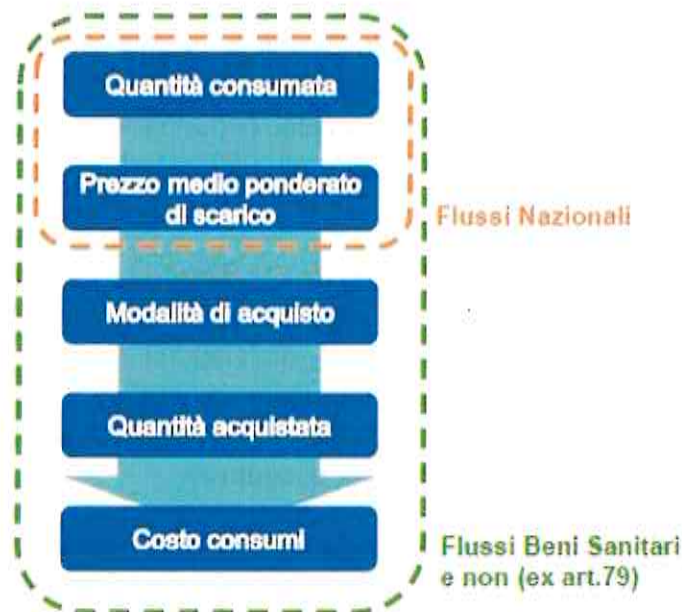 Quantità consumata
Prezzo medio ponderato
di scarico
Flussi Nazionali
Modalità di acquisto
Quantità acquistata
Costo consumi
Flussi Beni Sanitari
e non (ex art.79)